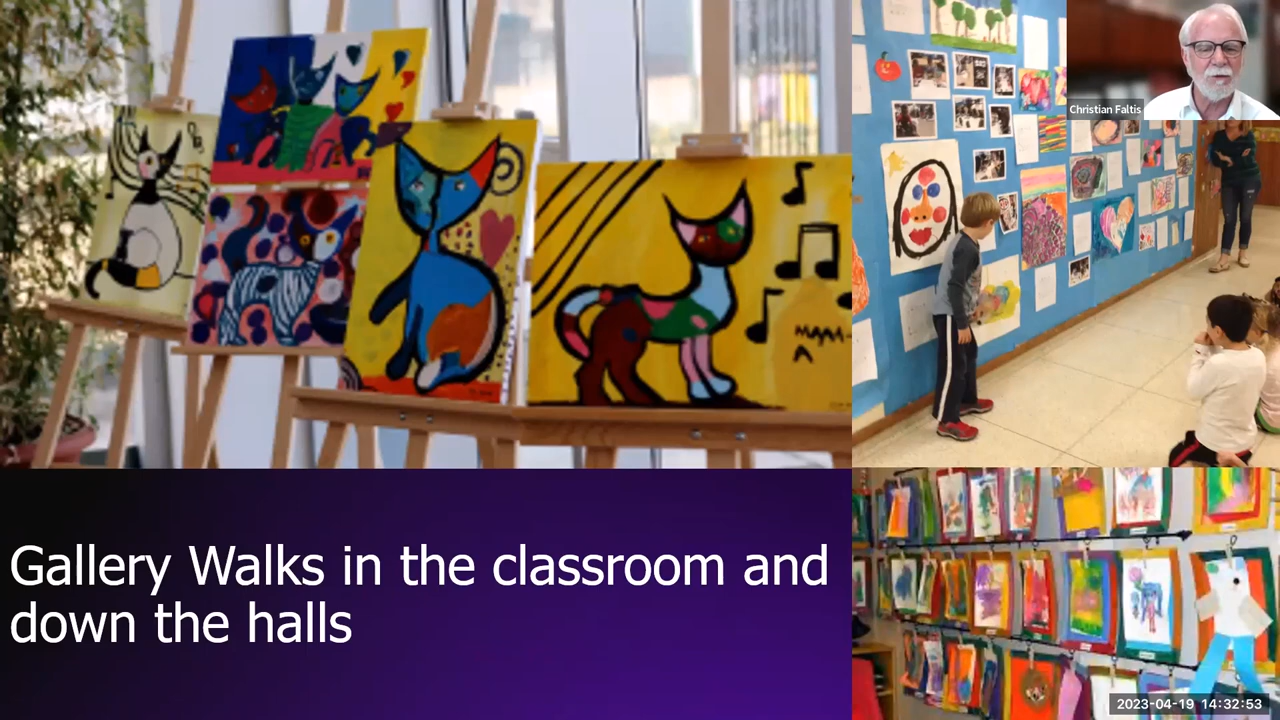 Christian Faltis
Gallery Walks in the classroom and
down the halls
2023-04-19 14:32:53